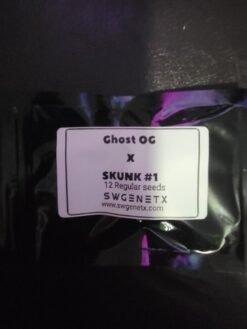 Ghost OG
X
SKUNK #1
12 Regular seeds
SWGENETX
www.swgenetx.com